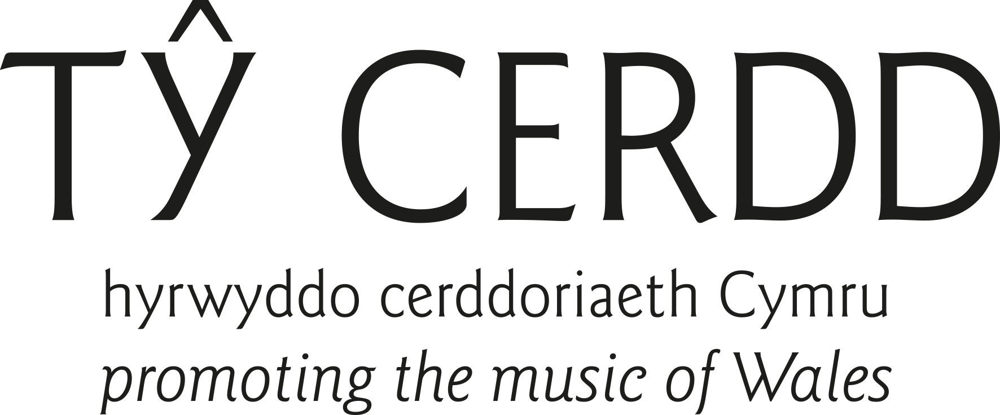 TŶ CERDD
hyrwyddo cerddoriaeth Cymru
promoting the music of Wales